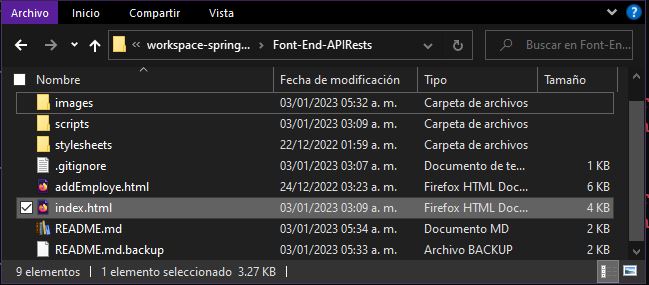 Archivo Inicio Compartir Vista
workspace-spring... Font-End-APIRests Buscar en Font-En...
Nombre Fecha de modificación Tipo Tamaño
images 03/01/2023 05:32 a. m. Carpeta de archivos
scripts 03/01/2023 03:09 a. m. Carpeta de archivos
stylesheets 22/12/2022 01:59 a. m. Carpeta de archivos
.gitignore 03/01/2023 03:07 a. m. Documento de te... 1 KB
addEmploye.html 24/12/2022 03:23 a. m. Firefox HTML Doc... 6 KB
index.html 03/01/2023 03:09 a. m. Firefox HTML Doc... 4 KB
README.md 03/01/2023 05:34 a. m. Documento MD 2 KB
README.md.backup 03/01/2023 05:33 a. m. Archivo BACKUP 2 KB
9 elementos 1 elemento seleccionado 3.27 KB